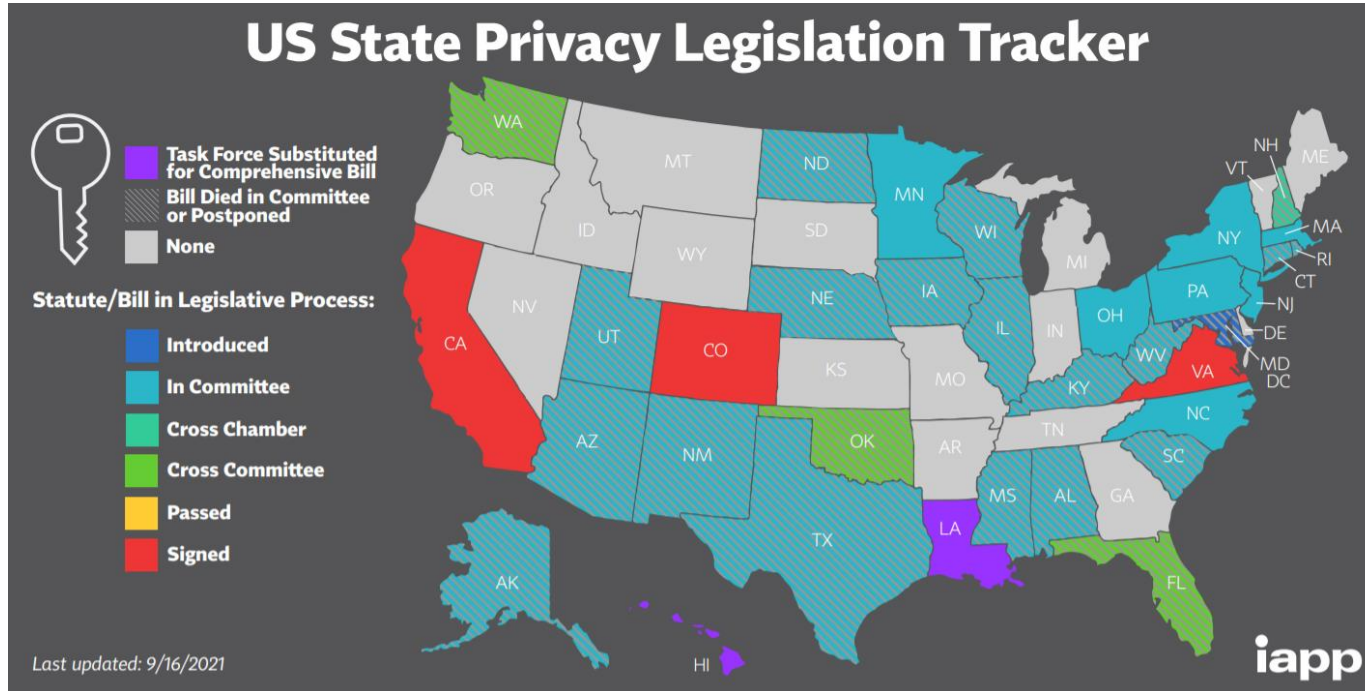 US State Privacy Legislation Tracker
Task Force Substituted
for Comprehensive Bill
Bill Died in Committee
or Postponed
None
Statute/Bill in Legislative Process:
Introduced
In Committee
Cross Chamber
Cross Committee
Passed
Signed
Last updated: 9/16/2021
WA
OR
CA
NV
ID
MT
WY
UT
CO
AZ
NM
ND
SD
NE
KS
OK
TX
MN
IA
MO
AR
LA
WI
IL
MS
MI
IN
KY
TN
AL
OH
WV
VA
NC
SC
GA
FL
PA
NY
VT
NH
ME
MA
RI
CT
NJ
DE
MD
DC
AK
HI
iapp